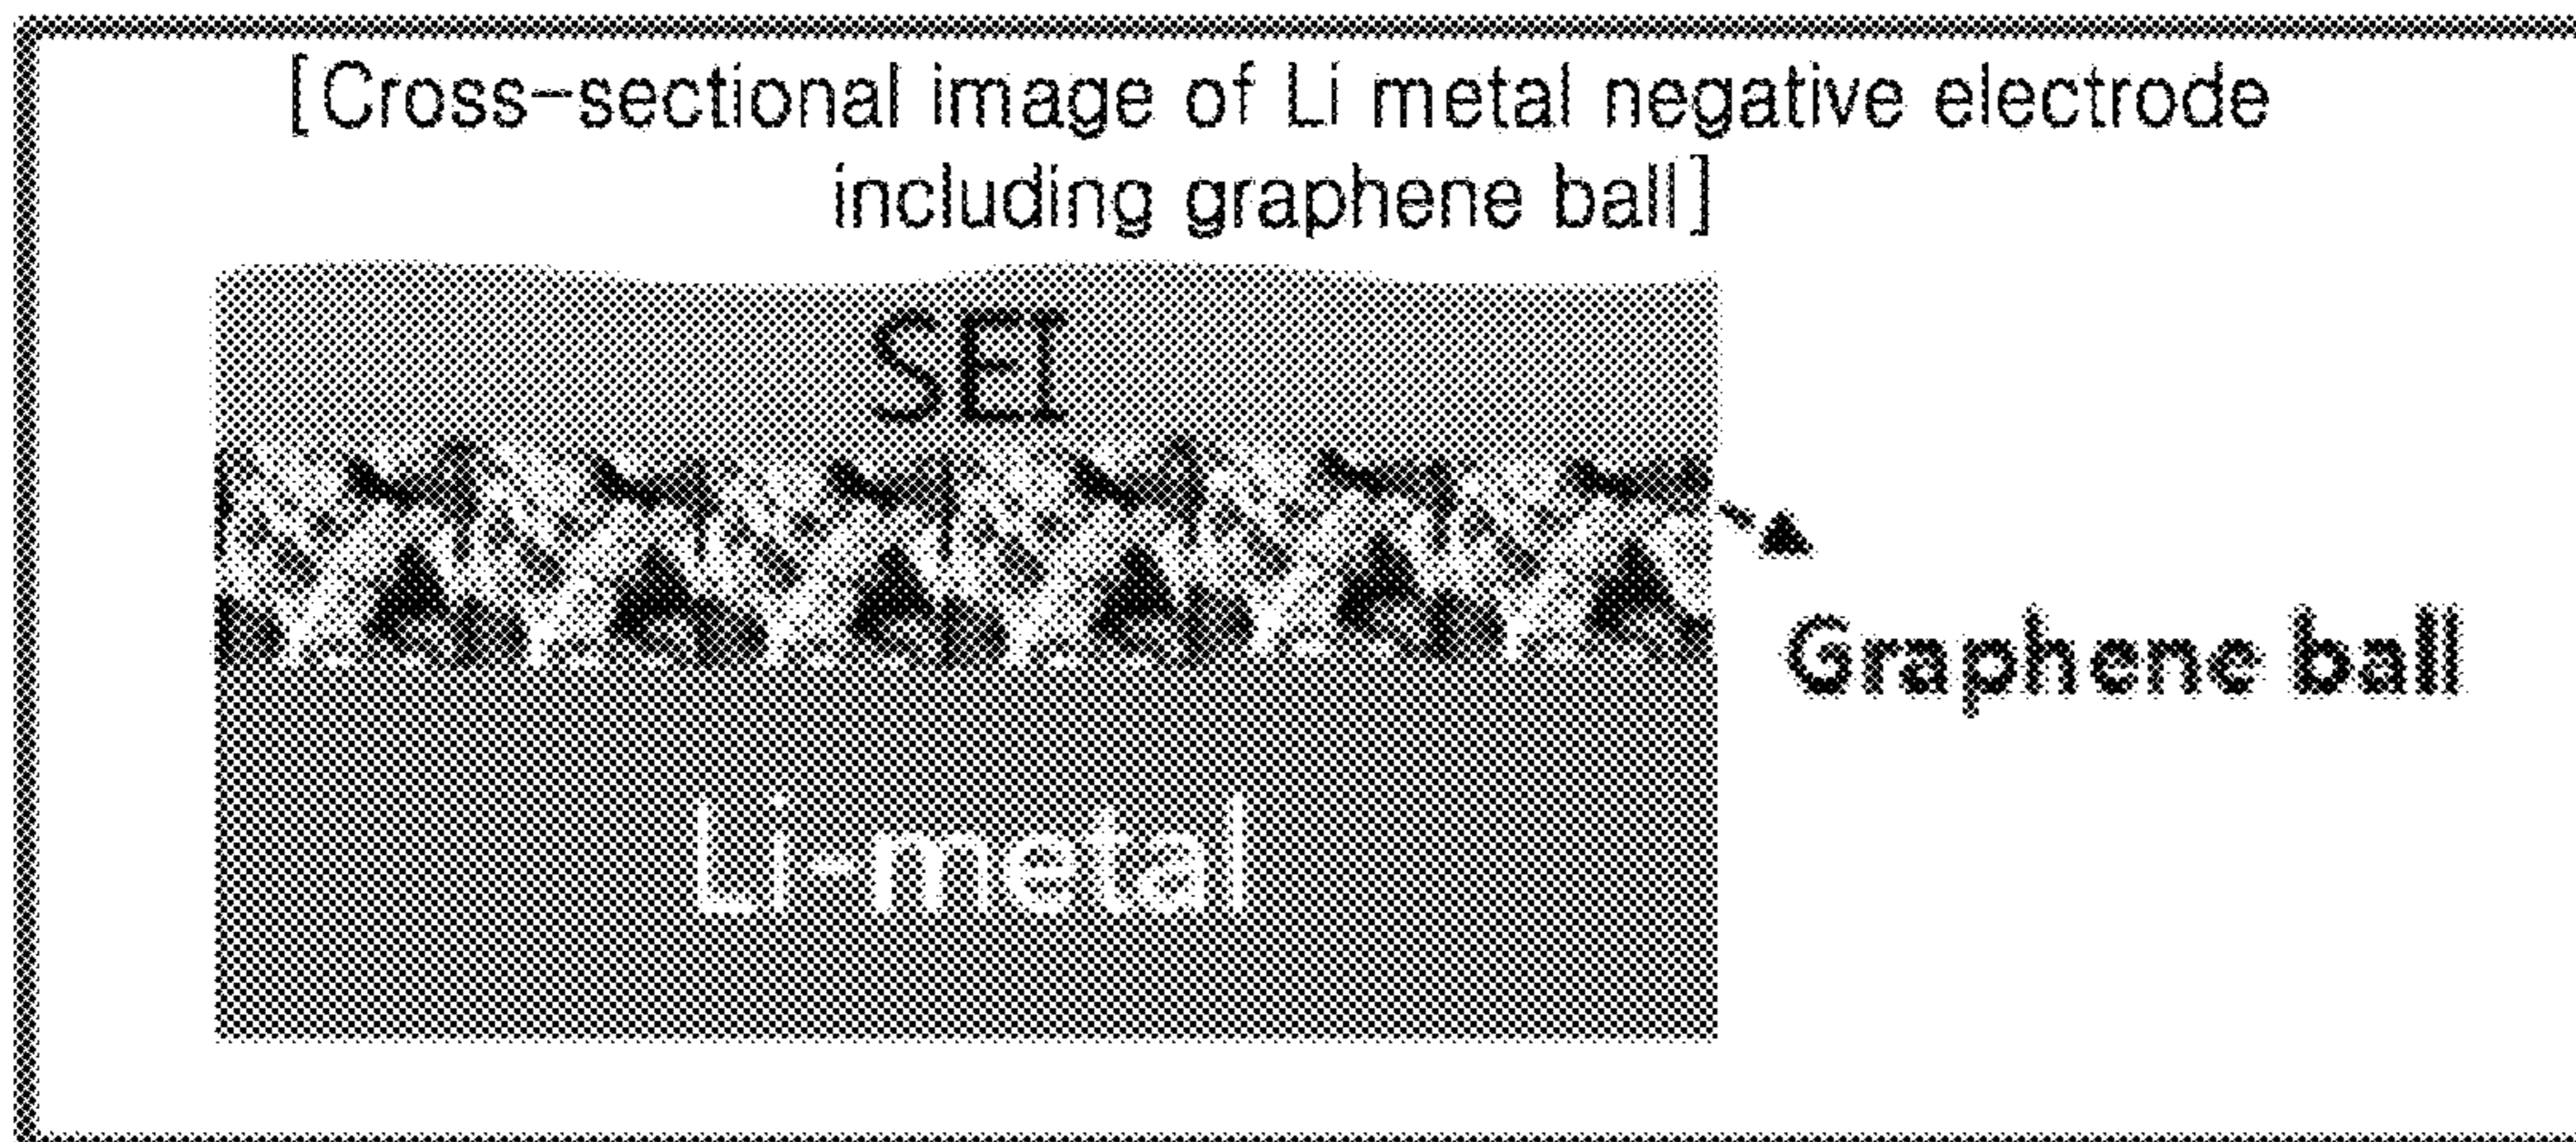 [Cross-sectional image of Li metal negative electrode
including graphene ball]
SEI
Graphene ball
Li-metal